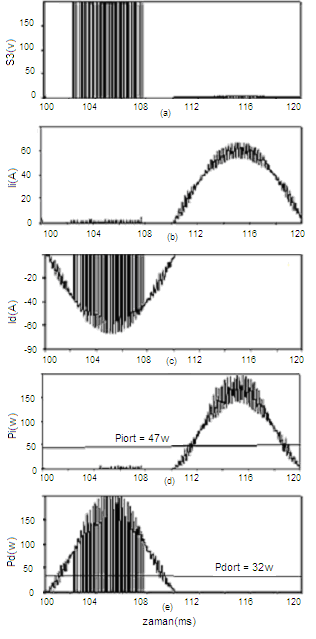 S3(v)
150
100
50
0
100 104 108 112 116 120
(a)
Ii(A)
60
40
20
0
100 104 108 112 116 120
(b)
Id(A)
-20
-40
-60
-90
100 104 108 112 116 120
(c)
Pi(w)
150
100
50
0
Piort = 47w
100 104 108 112 116 120
(d)
Pd(w)
150
100
50
0
Pdort = 32w
100 104 108 112 116 120
(e)
zaman(ms)